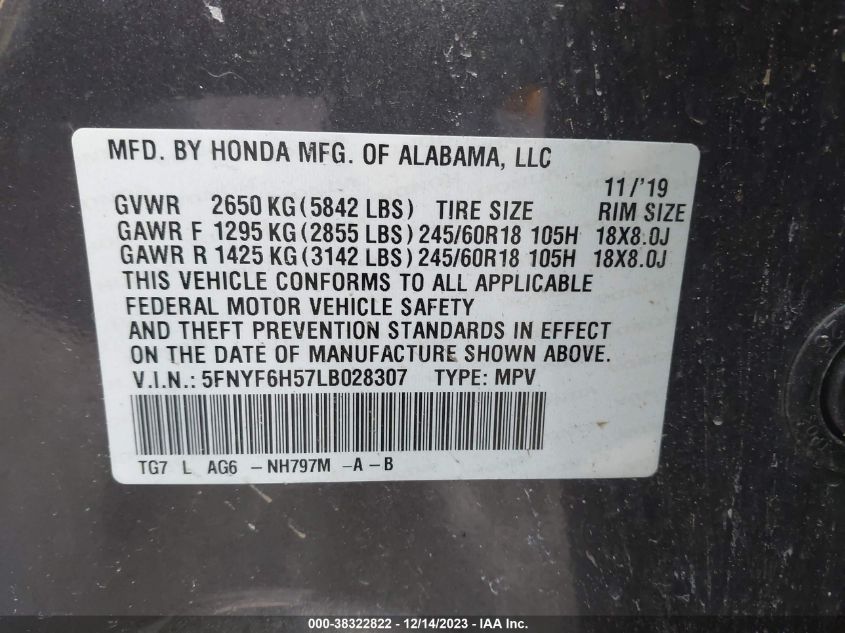 MFD. BY HONDA MFG. OF ALABAMA, LLC
11/'19
GVWR 2650 KG (5842 LBS) TIRE SIZE RIM SIZE
GAWR F 1295 KG (2855 LBS) 245/60R18 105H 18X8.0J
GAWR R 1425 KG (3142 LBS) 245/60R18 105H 18X8.0J
THIS VEHICLE CONFORMS TO ALL APPLICABLE
FEDERAL MOTOR VEHICLE SAFETY
AND THEFT PREVENTION STANDARDS IN EFFECT
ON THE DATE OF MANUFACTURE SHOWN ABOVE.
V.I.N.: 5FNYF6H57LB028307 TYPE: MPV
TG7 L AG6 -NH797M -A-B
000-38322822 - 12/14/2023 - IAA Inc.